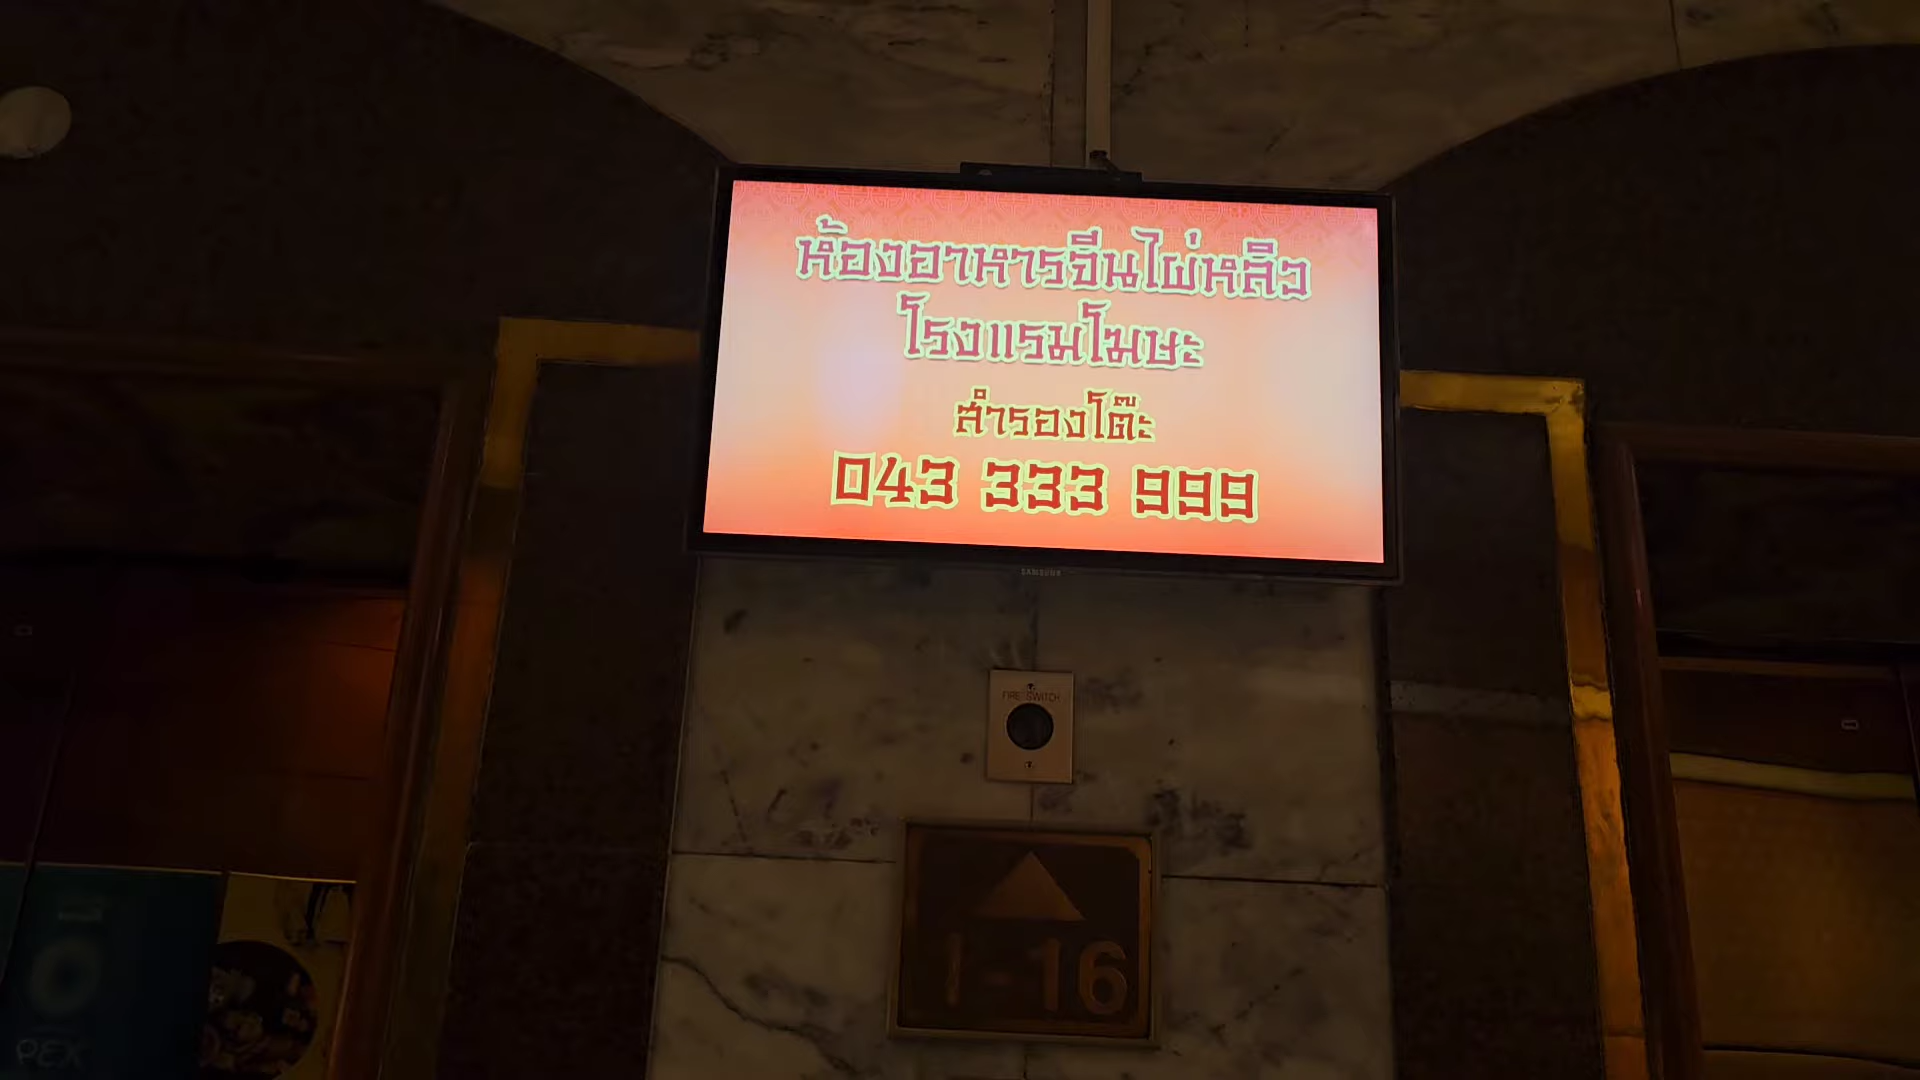 ห้องอาหารจีนไผ่หลิว
โรงแรมโฆษะ
สำรองโต๊ะ
043 333 999
SAMSUNG
FIRE SWITCH
1-16